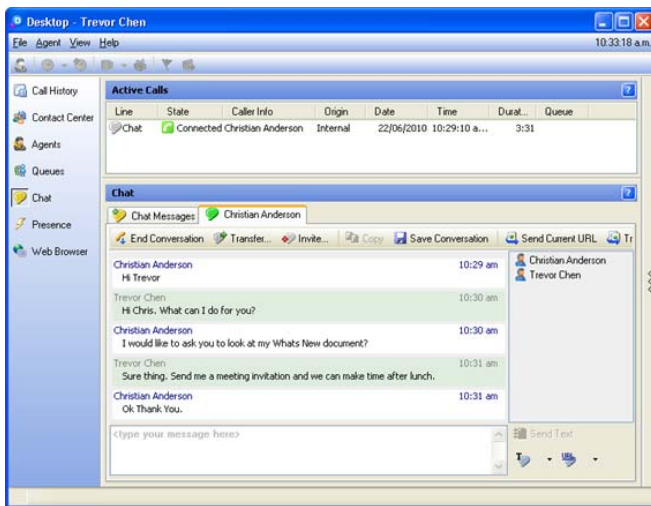 Desktop - Trevor Chen
File Agent View Help
10:33:18 a.m.
Call History
Contact Center
Agents
Queues
Chat
Presence
Web Browser
Active Calls
Line State Caller Info Origin Date Time Durat... Queue
Chat Connected Christian Anderson Internal 22/06/2010 10:29:10 a... 3:31
Chat
Chat Messages Christian Anderson
End Conversation Transfer... Invite... Copy Save Conversation Send Current URL Tr
Christian Anderson 10:29 am
Hi Trevor
Trevor Chen 10:30 am
Hi Chris. What can I do for you?
Christian Anderson 10:30 am
I would like to ask you to look at my Whats New document?
Trevor Chen 10:31 am
Sure thing. Send me a meeting invitation and we can make time after lunch.
Christian Anderson 10:31 am
Ok Thank You.
Christian Anderson
Trevor Chen
<type your message here>
Send Text